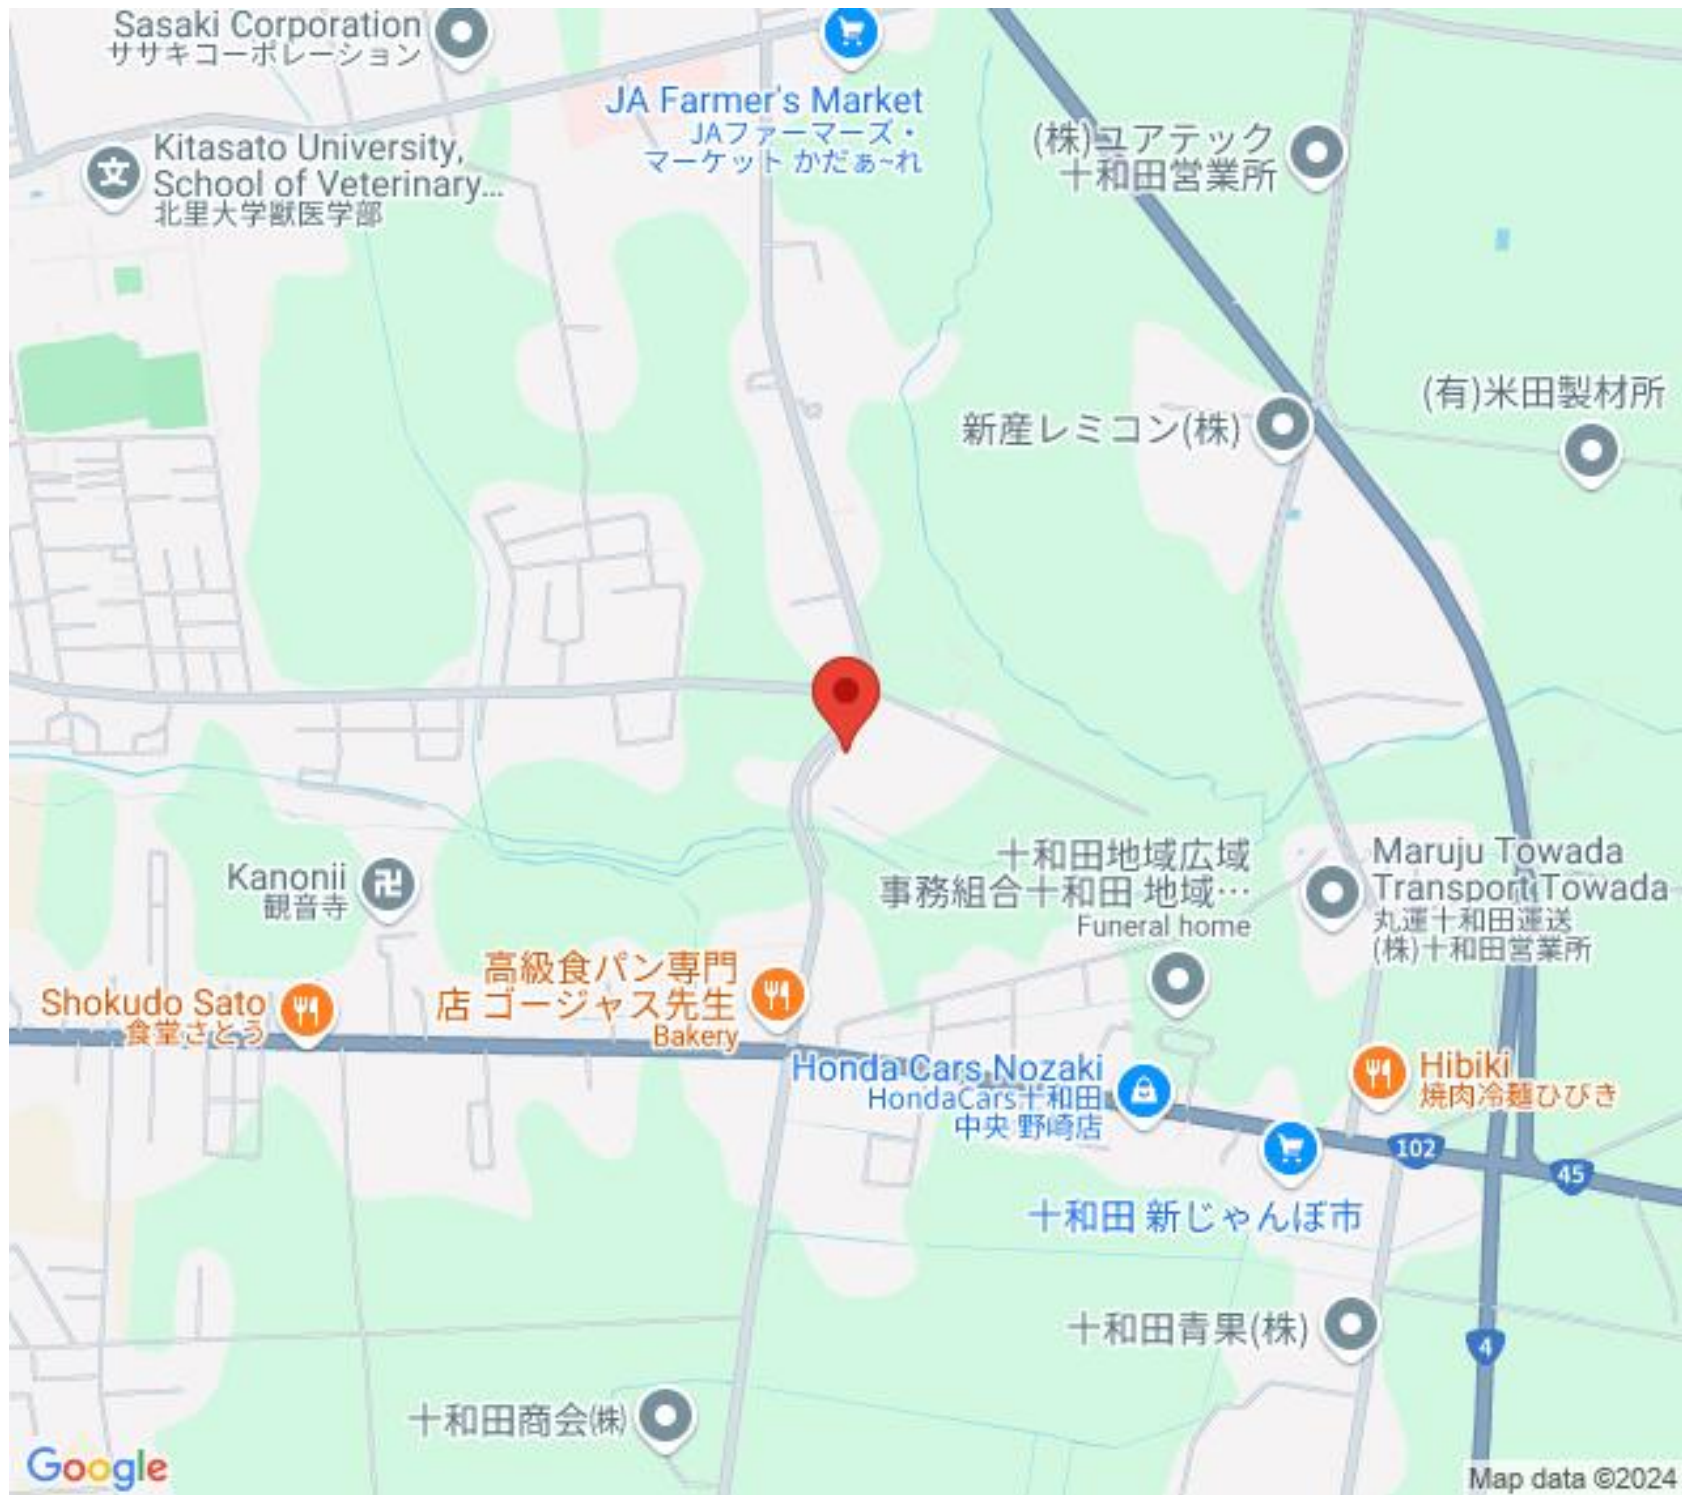 Sasaki Corporation
ササキコーポレーション
JA Farmer's Market
JAファーマーズ・
マーケット かだぁ~れ
(株)ユアテック
十和田営業所
Kitasato University,
School of Veterinary...
北里大学獣医学部
文
(有)米田製材所
新産レミコン(株)
十和田地域広域
事務組合十和田 地域…
Funeral home
Maruju Towada
Transport Towada
丸運十和田運送
(株)十和田営業所
Kanonji
観音寺
卍
高級食パン専門
店 ゴージャス先生
Bakery
Shokudo Sato
食堂さとう
Honda Cars Nozaki
HondaCars十和田
中央 野崎店
Hibiki
焼肉冷麺ひびき
102
45
十和田 新じゃんぼ市
十和田青果(株)
4
十和田商会㈱
Google
Map data ©2024